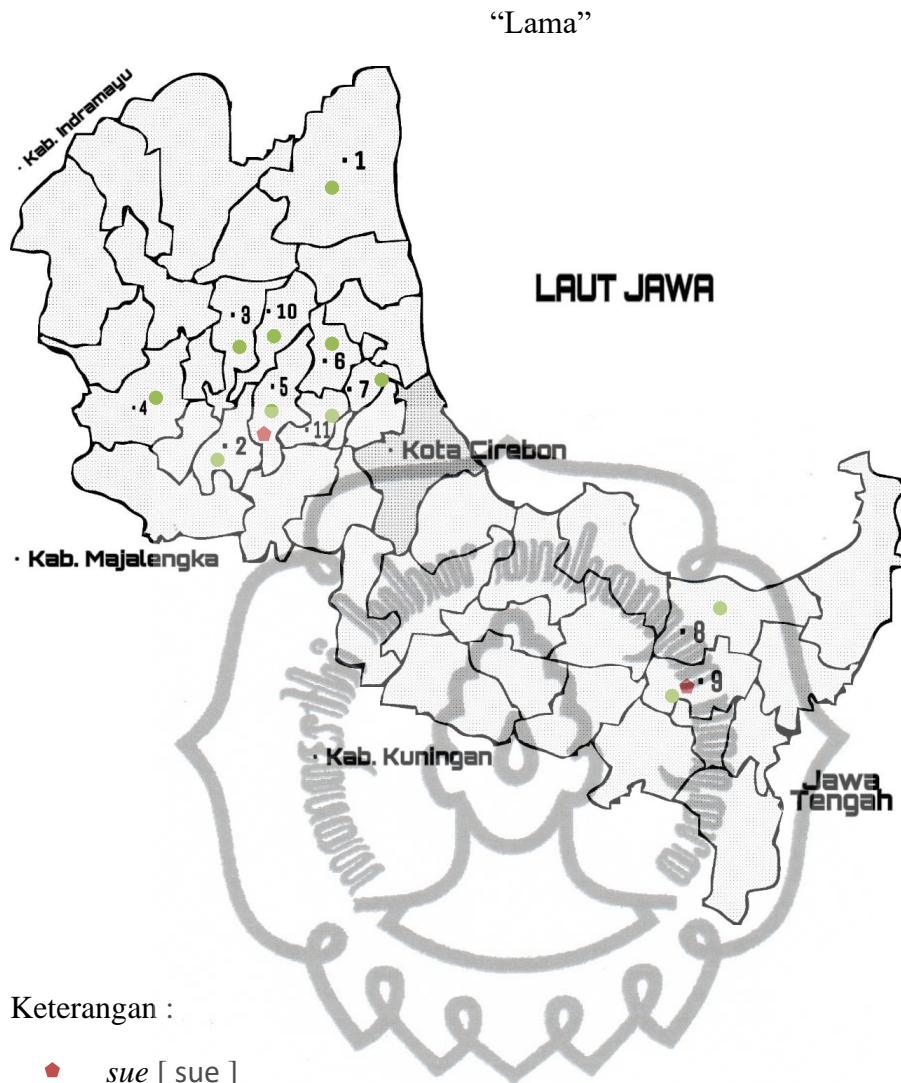 “Lama”
· Kab. Indramayu
· 1
LAUT JAWA
· 3
· 10
· 6
· 5
· 7
· 4
· 11
· 2
· Kota Cirebon
· Kab. Majalengka
· 8
· 9
· Kab. Kuningan
Jawa
Tengah
Keterangan :
sue [ sue ]